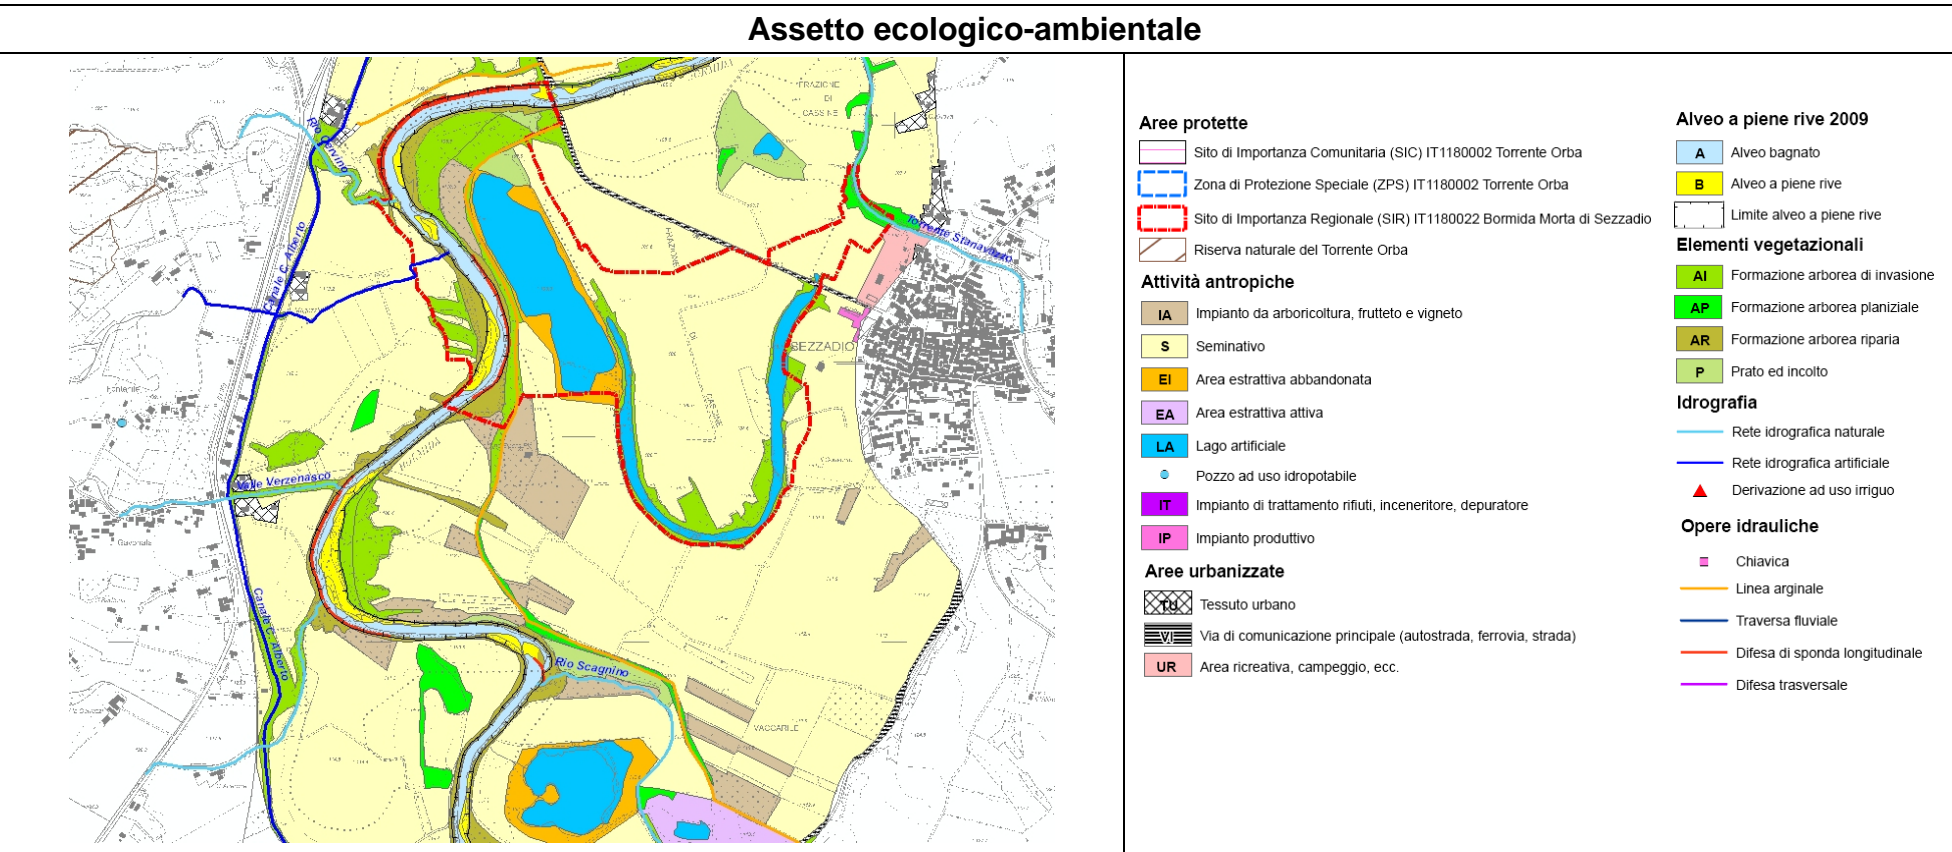 Assetto ecologico-ambientale
FRAZIONE
DI
CASSINE
Rio Cervino
Canale C. Alberto
Torrente Stanavazzo
SEZZADIO
Valle Verzenasco
Canale C. Alberto
Rio Scagnino
VACCARILE
Aree protette
Sito di Importanza Comunitaria (SIC) IT1180002 Torrente Orba
Zona di Protezione Speciale (ZPS) IT1180002 Torrente Orba
Sito di Importanza Regionale (SIR) IT1180022 Bormida Morta di Sezzadio
Riserva naturale del Torrente Orba
Attività antropiche
IA Impianto da arboricoltura, frutteto e vigneto
S Seminativo
EI Area estrattiva abbandonata
EA Area estrattiva attiva
LA Lago artificiale
Pozzo ad uso idropotabile
IT Impianto di trattamento rifiuti, inceneritore, depuratore
IP Impianto produttivo
Aree urbanizzate
TU Tessuto urbano
VI Via di comunicazione principale (autostrada, ferrovia, strada)
UR Area ricreativa, campeggio, ecc.
Alveo a piene rive 2009
A Alveo bagnato
B Alveo a piene rive
Limite alveo a piene rive
Elementi vegetazionali
AI Formazione arborea di invasione
AP Formazione arborea planiziale
AR Formazione arborea riparia
P Prato ed incolto
Idrografia
Rete idrografica naturale
Rete idrografica artificiale
Derivazione ad uso irriguo
Opere idrauliche
Chiavica
Linea arginale
Traversa fluviale
Difesa di sponda longitudinale
Difesa trasversale